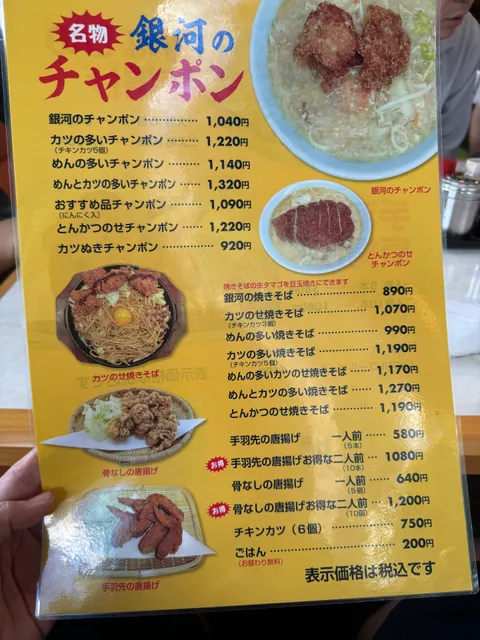 名物 銀河の
チャンポン
銀河のチャンポン ……………… 1,040円
カツの多いチャンポン ………… 1,220円
(チキンカツ5個)
めんの多いチャンポン ………… 1,140円
めんとカツの多いチャンポン … 1,320円
おすすめ品チャンポン ………… 1,090円
(にんにく入)
とんかつのせチャンポン ……… 1,220円
カツぬきチャンポン …………… 920円
銀河のチャンポン
とんかつのせ
チャンポン
焼きそばの生タマゴを目玉焼きにできます
銀河の焼きそば ………………… 890円
カツのせ焼きそば ……………… 1,070円
(チキンカツ3個)
めんの多い焼きそば …………… 990円
カツの多い焼きそば …………… 1,190円
(チキンカツ5個)
めんの多いカツのせ焼きそば … 1,170円
めんとカツの多い焼きそば …… 1,270円
とんかつのせ焼きそば ………… 1,190円
カツのせ焼きそば
手羽先の唐揚げ 一人前 …… 580円
(5本)
お得 手羽先の唐揚げお得な二人前 … 1080円
(10本)
骨なしの唐揚げ 一人前 …… 640円
(5個)
お得 骨なしの唐揚げお得な二人前 … 1,200円
(10個)
チキンカツ(6個) ……………… 750円
ごはん …………………………… 200円
(お替わり無料)
骨なしの唐揚げ
手羽先の唐揚げ
表示価格は税込です